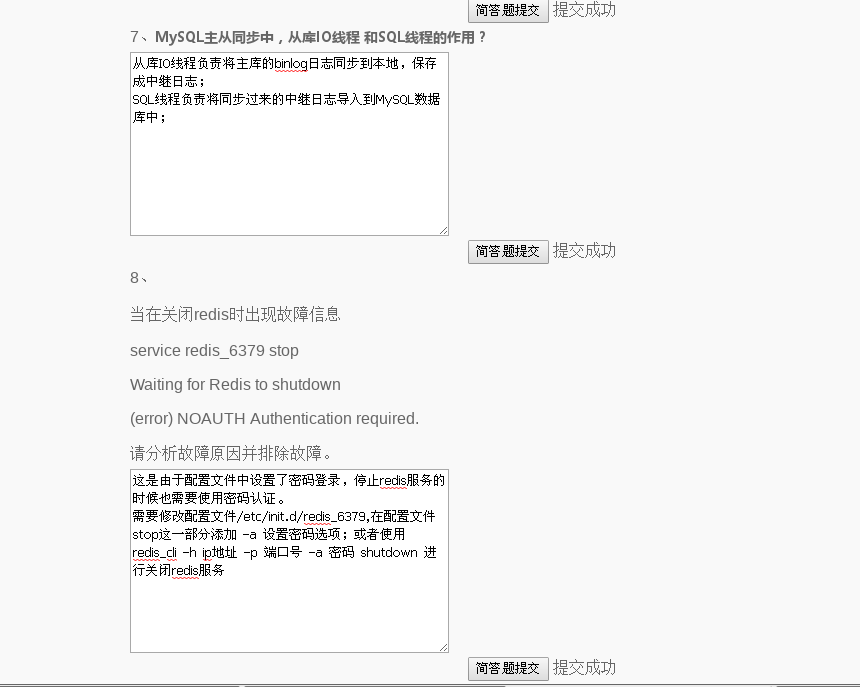 简答题提交 提交成功
7、MySQL主从同步中，从库IO线程 和SQL线程的作用？
从库IO线程负责将主库的binlog日志同步到本地，保存
成中继日志；
SQL线程负责将同步过来的中继日志导入到MySQL数据
库中；
简答题提交 提交成功
8、
当在关闭redis时出现故障信息
service redis_6379 stop
Waiting for Redis to shutdown
(error) NOAUTH Authentication required.
请分析故障原因并排除故障。
这是由于配置文件中设置了密码登录，停止redis服务的
时候也需要使用密码认证。
需要修改配置文件/etc/init.d/redis_6379,在配置文件
stop这一部分添加 -a 设置密码选项；或者使用
redis_cli -h ip地址 -p 端口号 -a 密码 shutdown 进
行关闭redis服务
简答题提交 提交成功